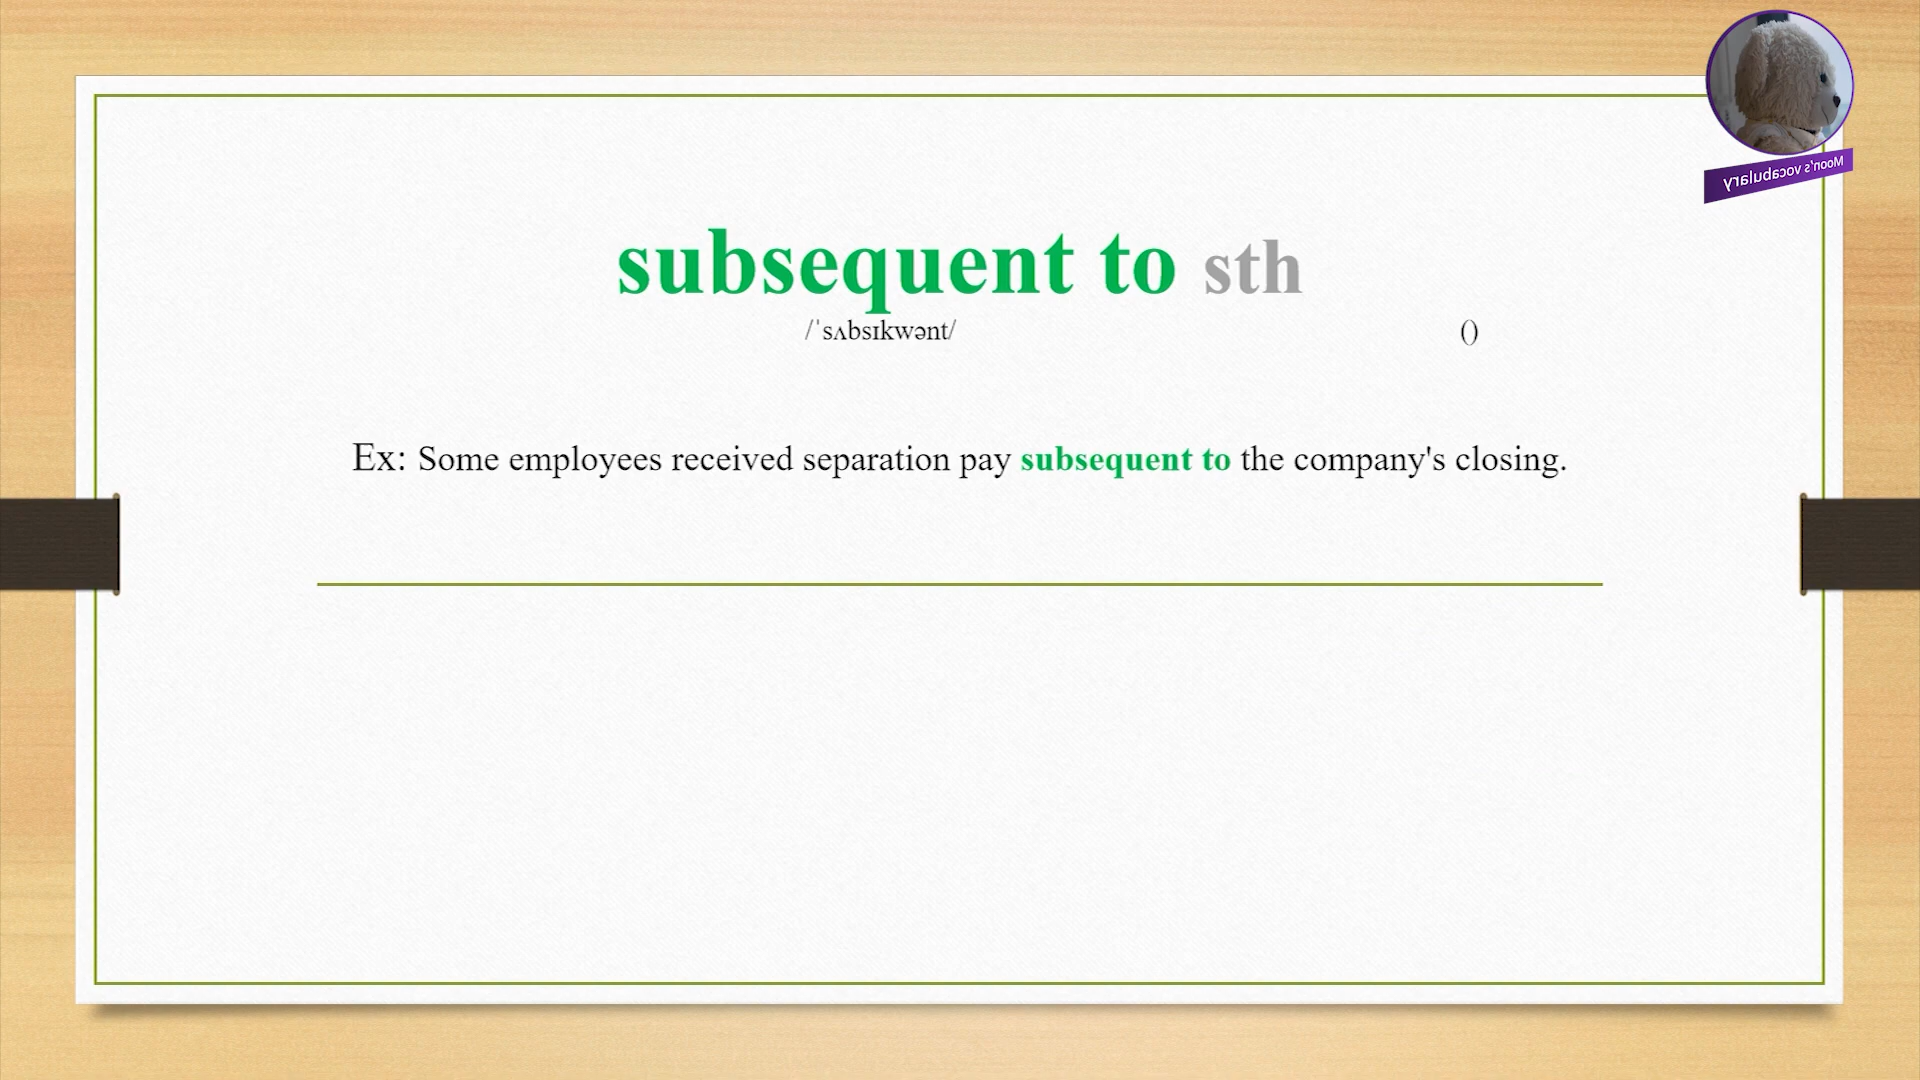 Moon's vocabulary
subsequent to sth
/ˈsʌbsɪkwənt/ ()
Ex: Some employees received separation pay subsequent to the company's closing.